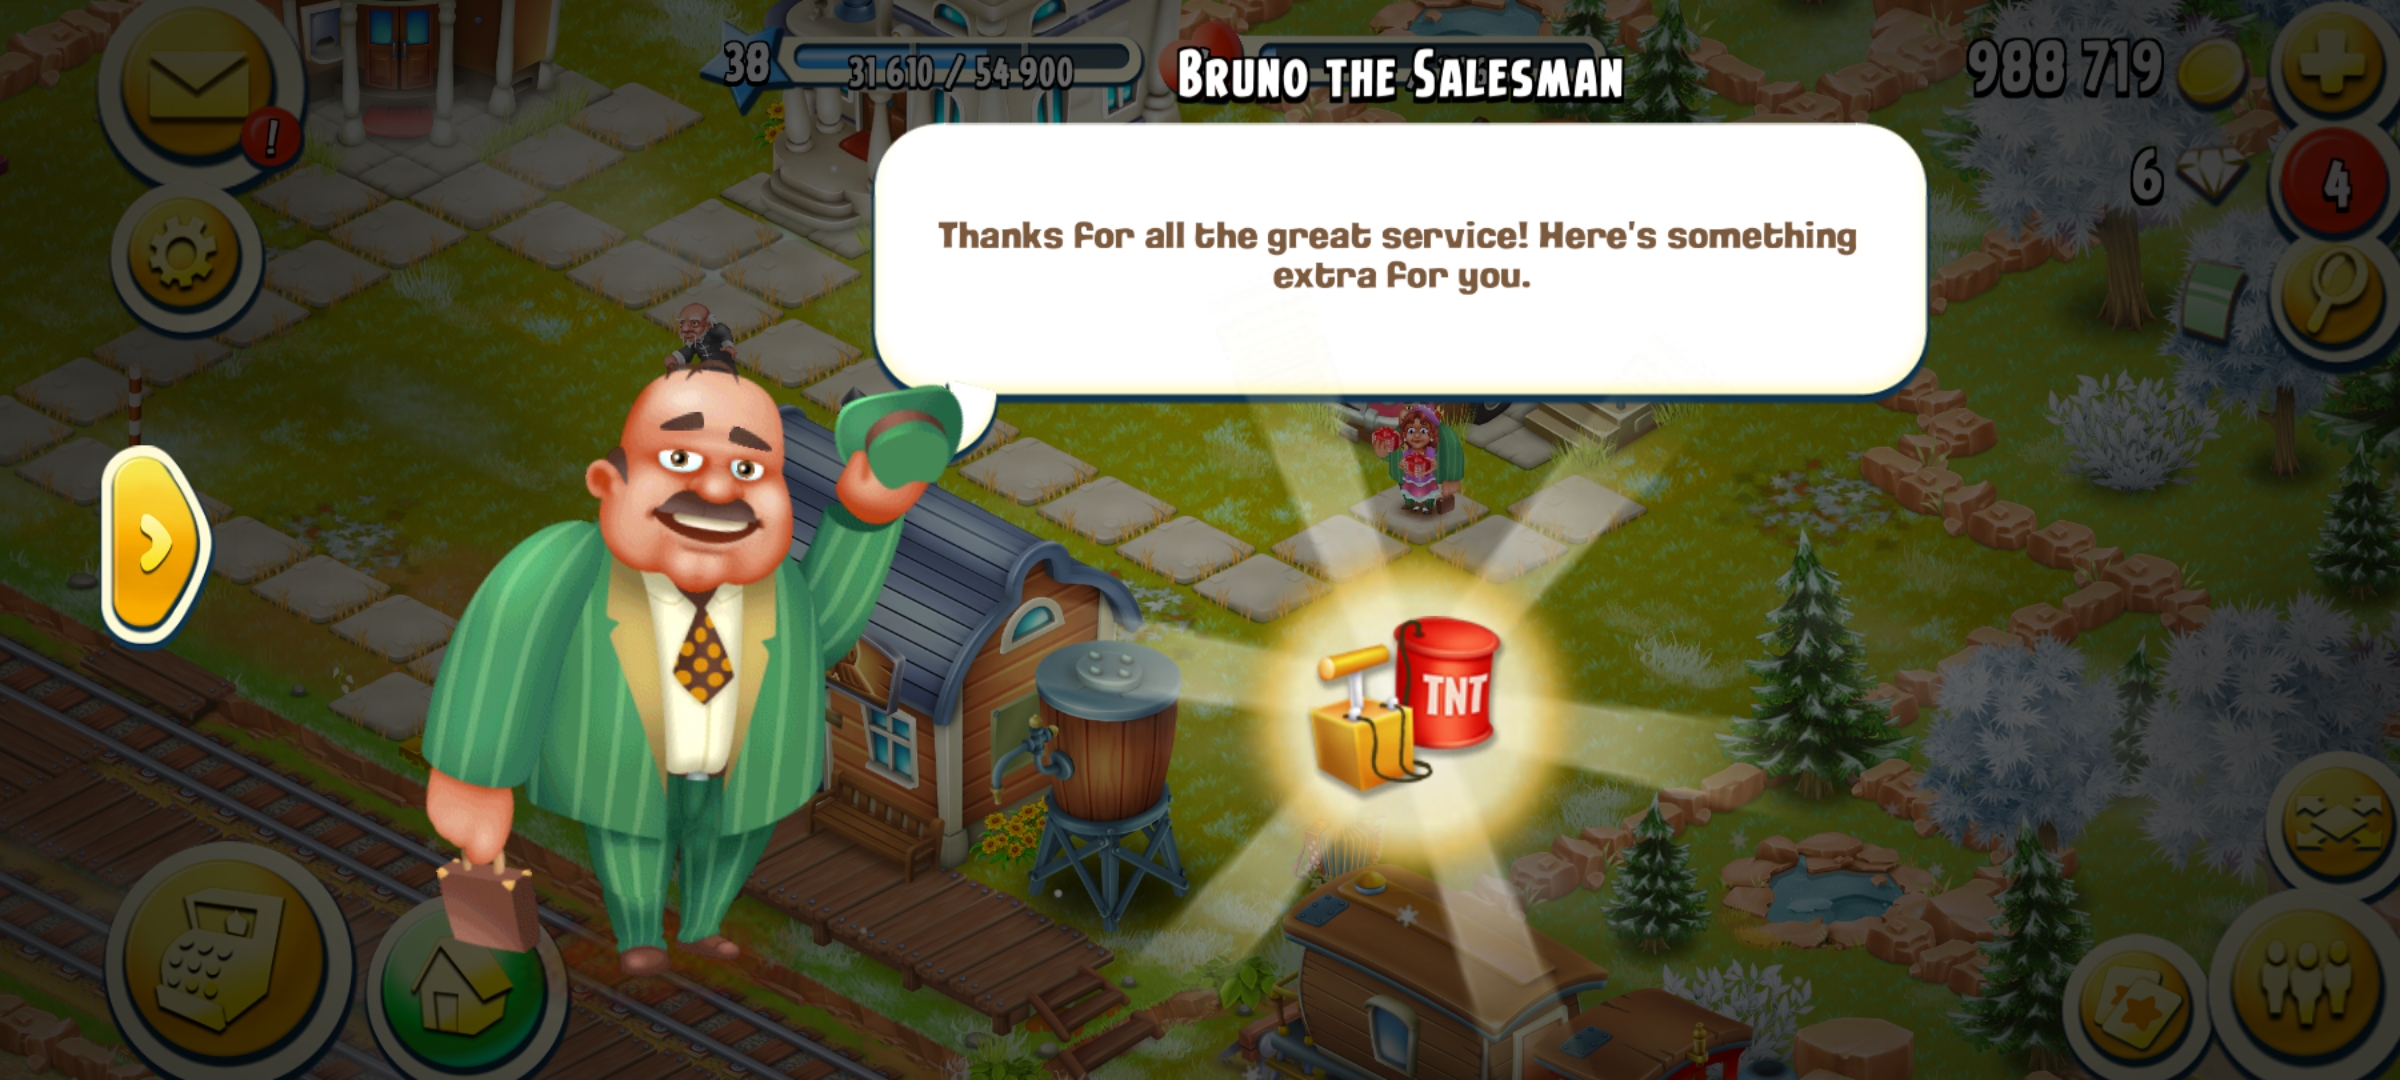 38
31 610 / 54 900
BRUNO THE SALESMAN
988 719
6
4
!
Thanks for all the great service! Here's something
extra for you.
TNT